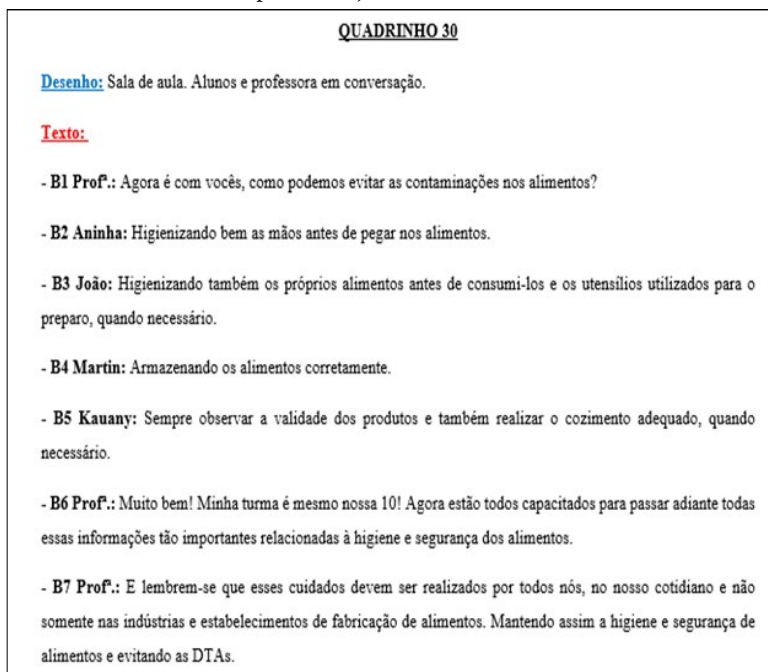 QUADRINHO 30
Desenho: Sala de aula. Alunos e professora em conversação.
Texto:
- B1 Profª.: Agora é com vocês, como podemos evitar as contaminações nos alimentos?
- B2 Aninha: Higienizando bem as mãos antes de pegar nos alimentos.
- B3 João: Higienizando também os próprios alimentos antes de consumi-los e os utensílios utilizados para o
preparo, quando necessário.
- B4 Martin: Armazenando os alimentos corretamente.
- B5 Kauany: Sempre observar a validade dos produtos e também realizar o cozimento adequado, quando
necessário.
- B6 Profª.: Muito bem! Minha turma é mesmo nossa 10! Agora estão todos capacitados para passar adiante todas
essas informações tão importantes relacionadas à higiene e segurança dos alimentos.
- B7 Profª.: E lembrem-se que esses cuidados devem ser realizados por todos nós, no nosso cotidiano e não
somente nas indústrias e estabelecimentos de fabricação de alimentos. Mantendo assim a higiene e segurança de
alimentos e evitando as DTAs.